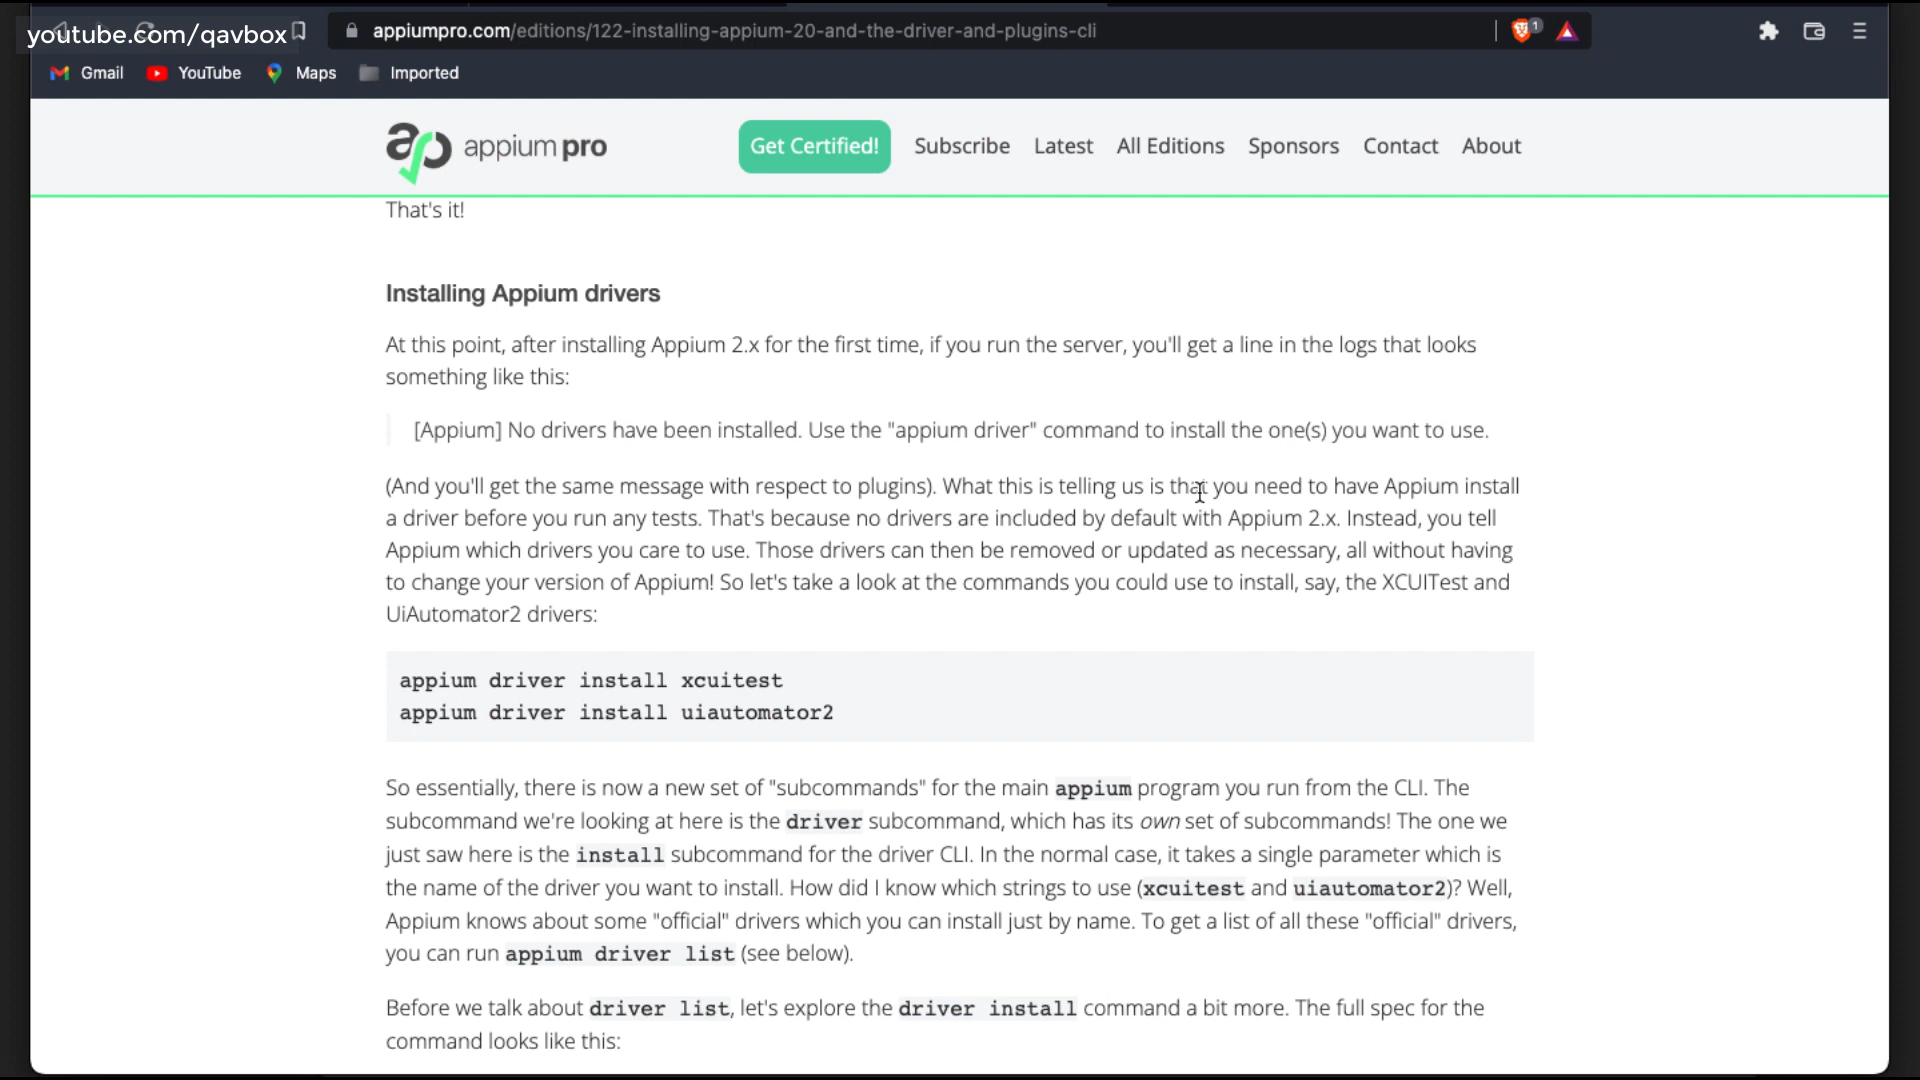 youtube.com/qavbox
appiumpro.com/editions/122-installing-appium-20-and-the-driver-and-plugins-cli
1
Gmail
YouTube
Maps
Imported
ap
appium pro
Get Certified!
Subscribe
Latest
All Editions
Sponsors
Contact
About
That's it!
Installing Appium drivers
At this point, after installing Appium 2.x for the first time, if you run the server, you'll get a line in the logs that looks
something like this:
[Appium] No drivers have been installed. Use the "appium driver" command to install the one(s) you want to use.
(And you'll get the same message with respect to plugins). What this is telling us is that you need to have Appium install
a driver before you run any tests. That's because no drivers are included by default with Appium 2.x. Instead, you tell
Appium which drivers you care to use. Those drivers can then be removed or updated as necessary, all without having
to change your version of Appium! So let's take a look at the commands you could use to install, say, the XCUITest and
UiAutomator2 drivers:
appium driver install xcuitest
appium driver install uiautomator2
So essentially, there is now a new set of "subcommands" for the main appium program you run from the CLI. The
subcommand we're looking at here is the driver subcommand, which has its own set of subcommands! The one we
just saw here is the install subcommand for the driver CLI. In the normal case, it takes a single parameter which is
the name of the driver you want to install. How did I know which strings to use (xcuitest and uiautomator2)? Well,
Appium knows about some "official" drivers which you can install just by name. To get a list of all these "official" drivers,
you can run appium driver list (see below).
Before we talk about driver list, let's explore the driver install command a bit more. The full spec for the
command looks like this: